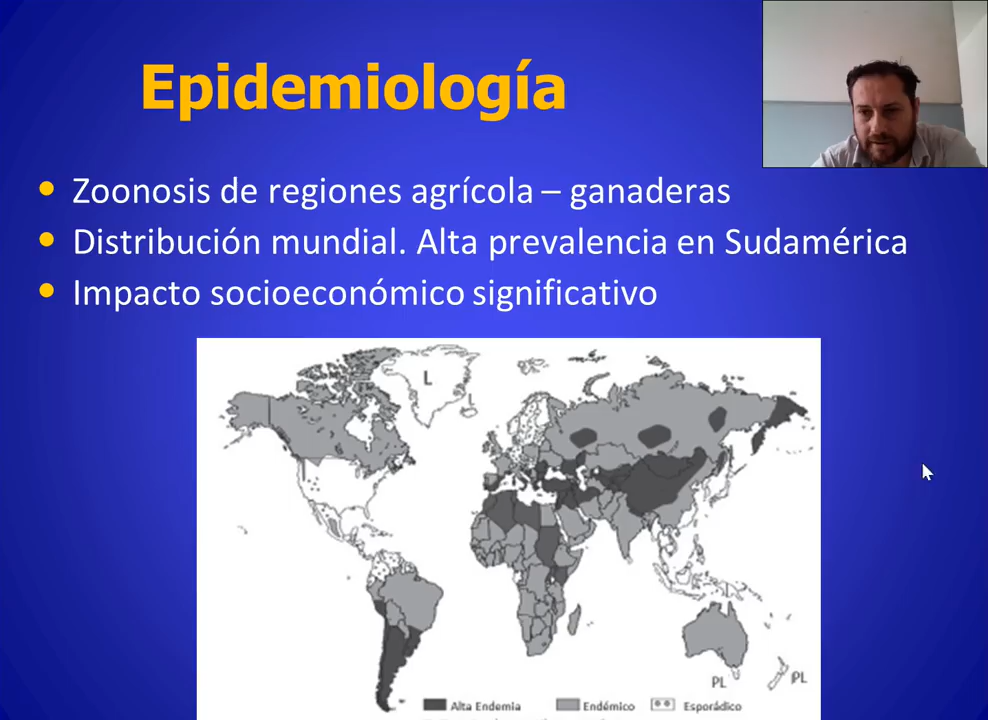 Epidemiología
Zoonosis de regiones agrícola – ganaderas
Distribución mundial. Alta prevalencia en Sudamérica
Impacto socioeconómico significativo
L
L
PL
PL
Alta Endemia Endémico Esporádico